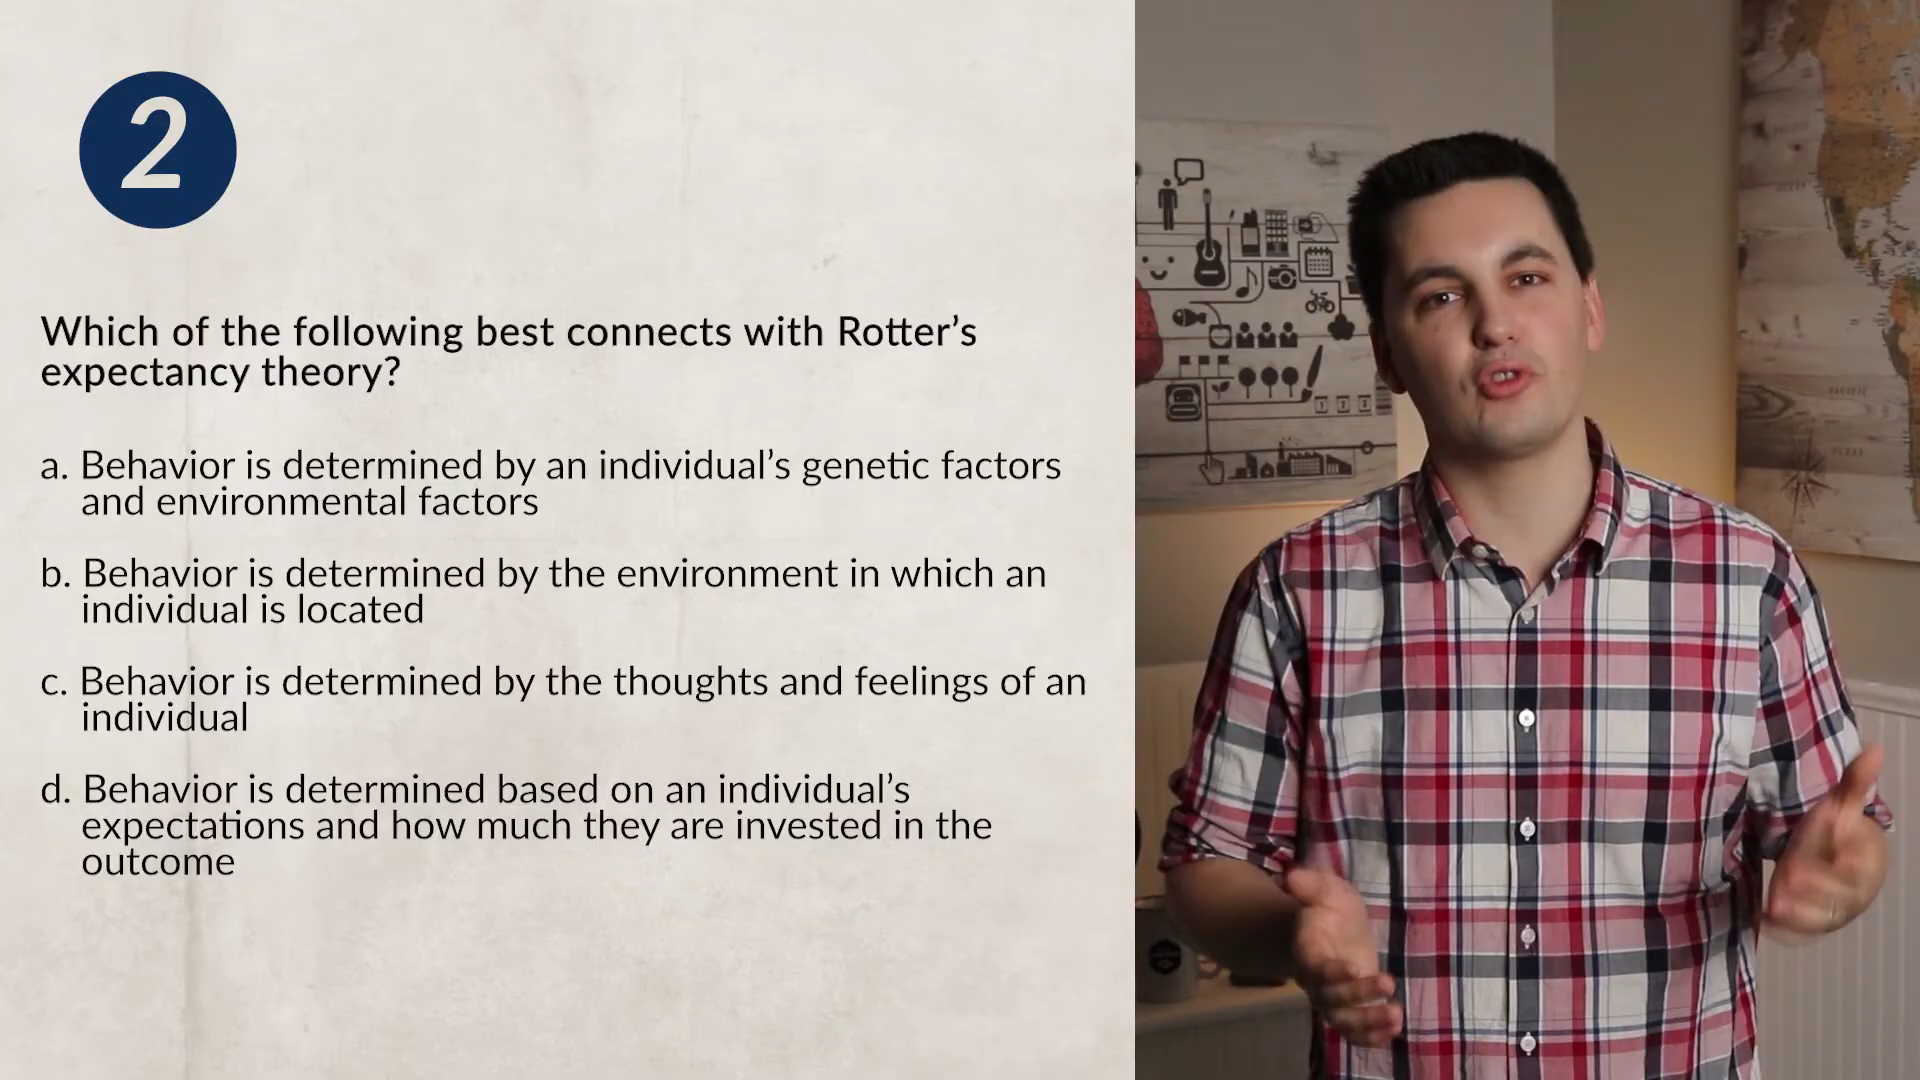 2
Which of the following best connects with Rotter’s
expectancy theory?
a. Behavior is determined by an individual’s genetic factors
and environmental factors
b. Behavior is determined by the environment in which an
individual is located
c. Behavior is determined by the thoughts and feelings of an
individual
d. Behavior is determined based on an individual’s
expectations and how much they are invested in the
outcome
1 2 3